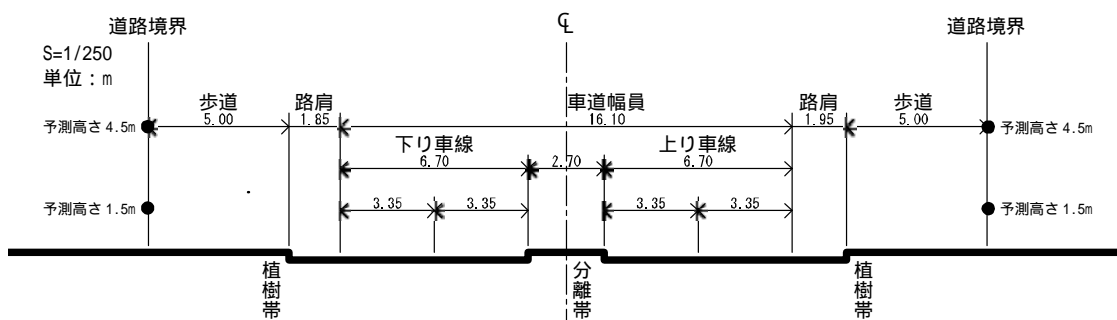 道路境界
℄
道路境界
S=1/250
単位：m
歩道
路肩
車道幅員
路肩
歩道
予測高さ 4.5m
5.00
1.85
16.10
1.95
5.00
予測高さ 4.5m
下り車線
上り車線
6.70
2.70
6.70
予測高さ 1.5m
3.35
3.35
3.35
3.35
予測高さ 1.5m
植樹帯
分離帯
植樹帯